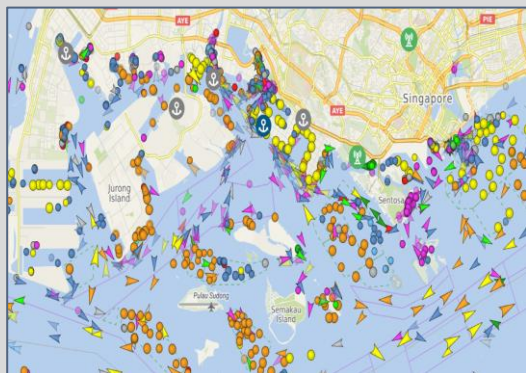 AYE
PIE
Singapore
AYE
Jurong
Island
Sentosa
Pulau Sudong
Semakau
Island